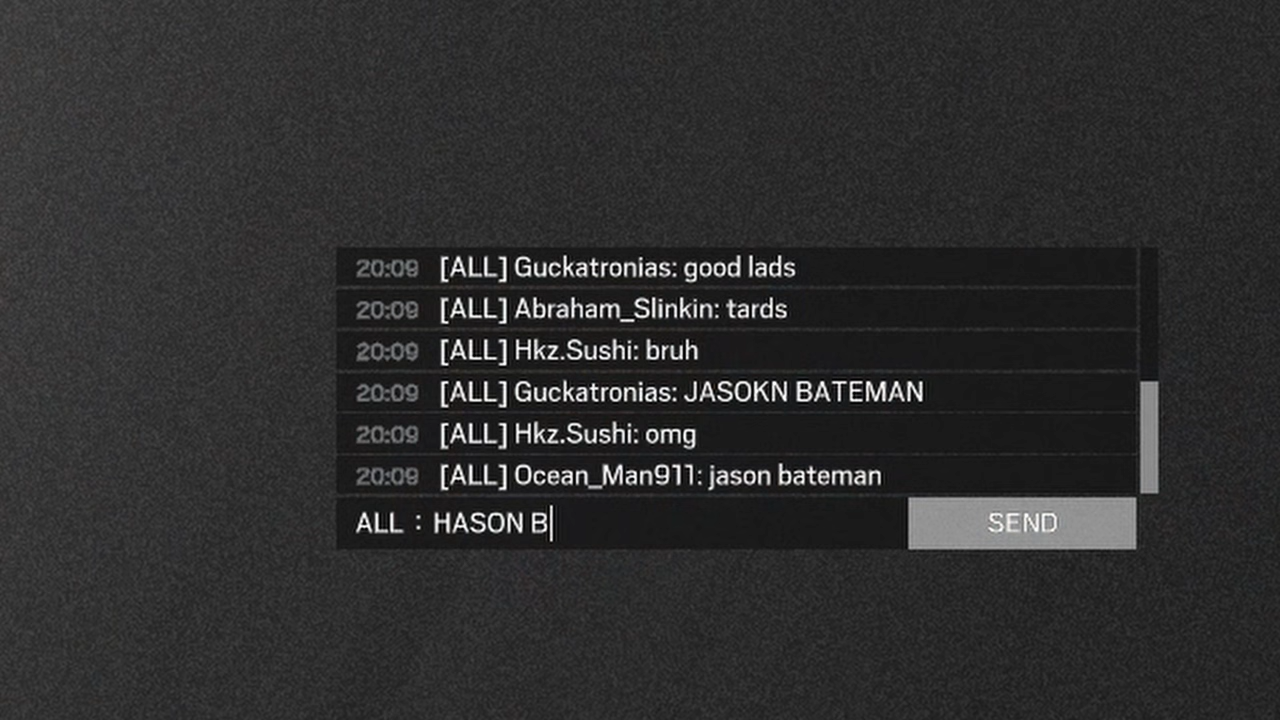 20:09 [ALL] Guckatronias: good lads
20:09 [ALL] Abraham_Slinkin: tards
20:09 [ALL] Hkz.Sushi: bruh
20:09 [ALL] Guckatronias: JASOKN BATEMAN
20:09 [ALL] Hkz.Sushi: omg
20:09 [ALL] Ocean_Man911: jason bateman
ALL : HASON B SEND